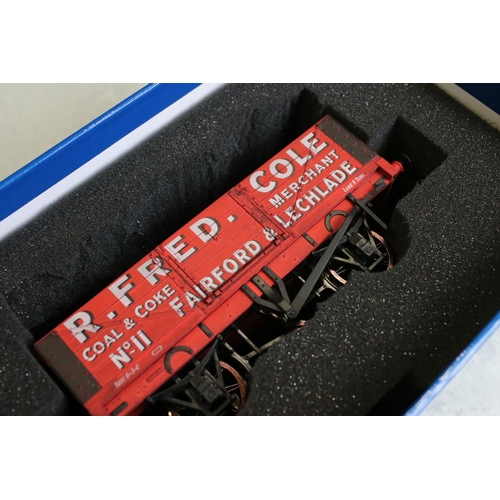 R. FRED. COLE
COAL & COKE MERCHANT
Nº 11 FAIRFORD & LECHLADE